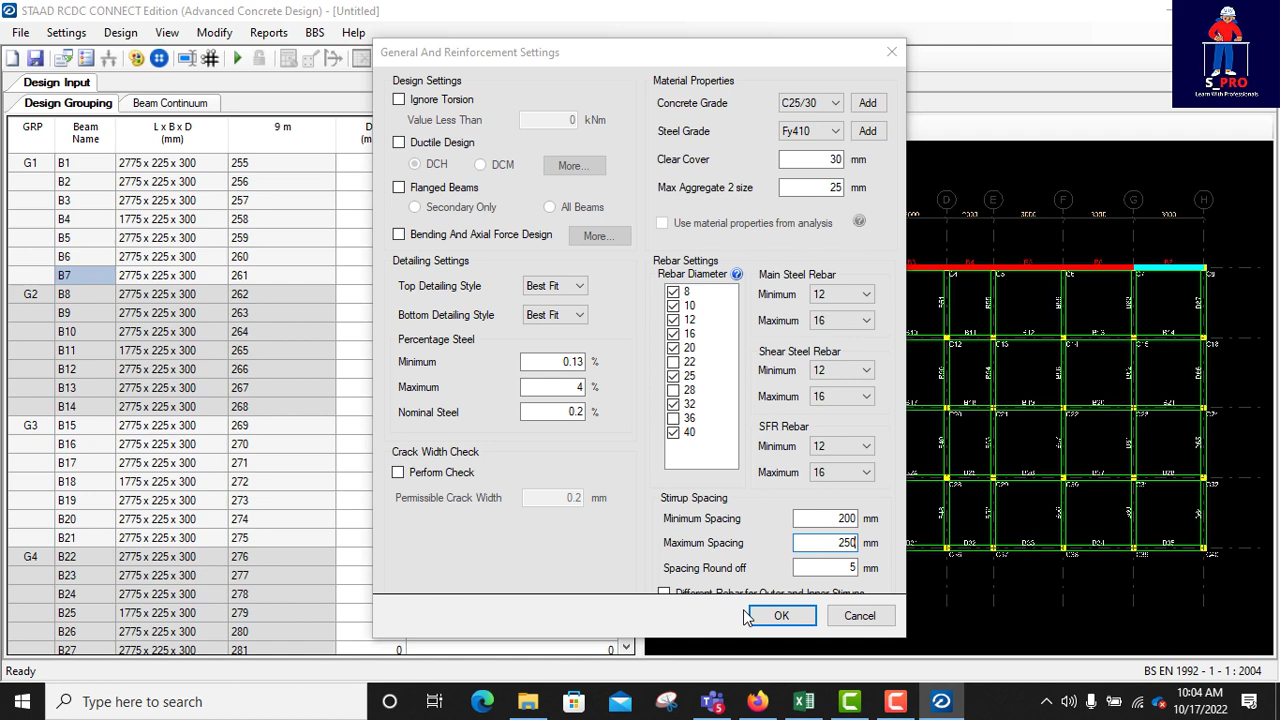 STAAD RCDC CONNECT Edition (Advanced Concrete Design) - [Untitled]
File Settings Design View Modify Reports BBS Help
Design Input
Design Grouping Beam Continuum
GRP Beam Name L x B x D (mm) 9 m
G1 B1 2775 x 225 x 300 255
B2 2775 x 225 x 300 256
B3 2775 x 225 x 300 257
B4 1775 x 225 x 300 258
B5 2775 x 225 x 300 259
B6 2775 x 225 x 300 260
B7 2775 x 225 x 300 261
G2 B8 2775 x 225 x 300 262
B9 2775 x 225 x 300 263
B10 2775 x 225 x 300 264
B11 1775 x 225 x 300 265
B12 2775 x 225 x 300 266
B13 2775 x 225 x 300 267
B14 2775 x 225 x 300 268
G3 B15 2775 x 225 x 300 269
B16 2775 x 225 x 300 270
B17 2775 x 225 x 300 271
B18 1775 x 225 x 300 272
B19 2775 x 225 x 300 273
B20 2775 x 225 x 300 274
B21 2775 x 225 x 300 275
G4 B22 2775 x 225 x 300 276
B23 2775 x 225 x 300 277
B24 2775 x 225 x 300 278
B25 1775 x 225 x 300 279
B26 2775 x 225 x 300 280
B27 2775 x 225 x 300 281 0 0
General And Reinforcement Settings
Design Settings
Ignore Torsion
Value Less Than 0 kNm
Ductile Design
DCH DCM More...
Flanged Beams
Secondary Only All Beams
Bending And Axial Force Design More...
Detailing Settings
Top Detailing Style Best Fit
Bottom Detailing Style Best Fit
Percentage Steel
Minimum 0.13 %
Maximum 4 %
Nominal Steel 0.2 %
Crack Width Check
Perform Check
Permissible Crack Width 0.2 mm
Material Properties
Concrete Grade C25/30 Add
Steel Grade Fy410 Add
Clear Cover 30 mm
Max Aggregate 2 size 25 mm
Use material properties from analysis
Rebar Settings
Rebar Diameter
8
10
12
16
20
22
25
28
32
36
40
Main Steel Rebar
Minimum 12
Maximum 16
Shear Steel Rebar
Minimum 12
Maximum 16
SFR Rebar
Minimum 12
Maximum 16
Stirrup Spacing
Minimum Spacing 200 mm
Maximum Spacing 250 mm
Spacing Round off 5 mm
Different Rebar for Outer and Inner Stirrups
OK Cancel
S_PRO
Learn With Professionals
D E F G H
Ready BS EN 1992 - 1 - 1 : 2004
Type here to search
10:04 AM
10/17/2022